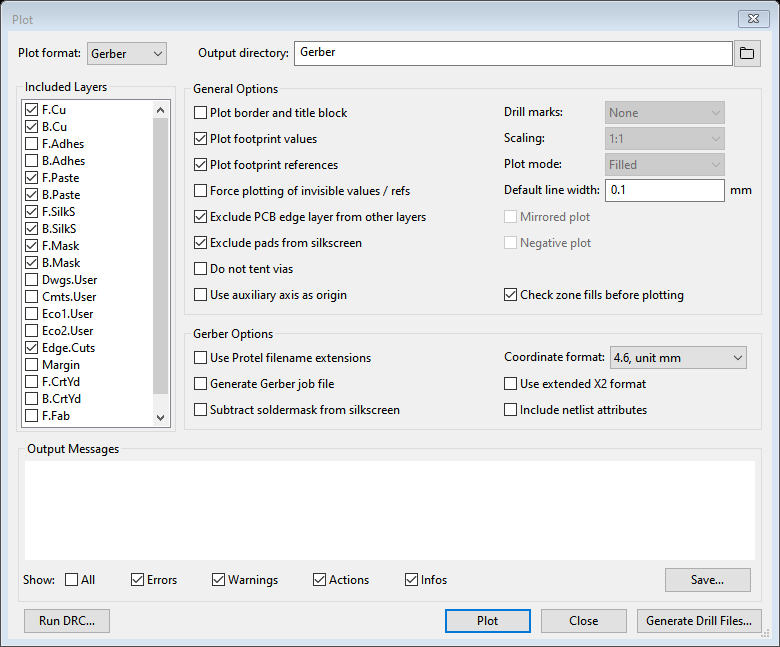 Plot
Plot format: Gerber Output directory: Gerber
Included Layers
F.Cu
B.Cu
F.Adhes
B.Adhes
F.Paste
B.Paste
F.SilkS
B.SilkS
F.Mask
B.Mask
Dwgs.User
Cmts.User
Eco1.User
Eco2.User
Edge.Cuts
Margin
F.CrtYd
B.CrtYd
F.Fab
General Options
Plot border and title block
Plot footprint values
Plot footprint references
Force plotting of invisible values / refs
Exclude PCB edge layer from other layers
Exclude pads from silkscreen
Do not tent vias
Use auxiliary axis as origin
Drill marks: None
Scaling: 1:1
Plot mode: Filled
Default line width: 0.1 mm
Mirrored plot
Negative plot
Check zone fills before plotting
Gerber Options
Use Protel filename extensions
Generate Gerber job file
Subtract soldermask from silkscreen
Coordinate format: 4.6, unit mm
Use extended X2 format
Include netlist attributes
Output Messages
Show: All Errors Warnings Actions Infos Save...
Run DRC... Plot Close Generate Drill Files...